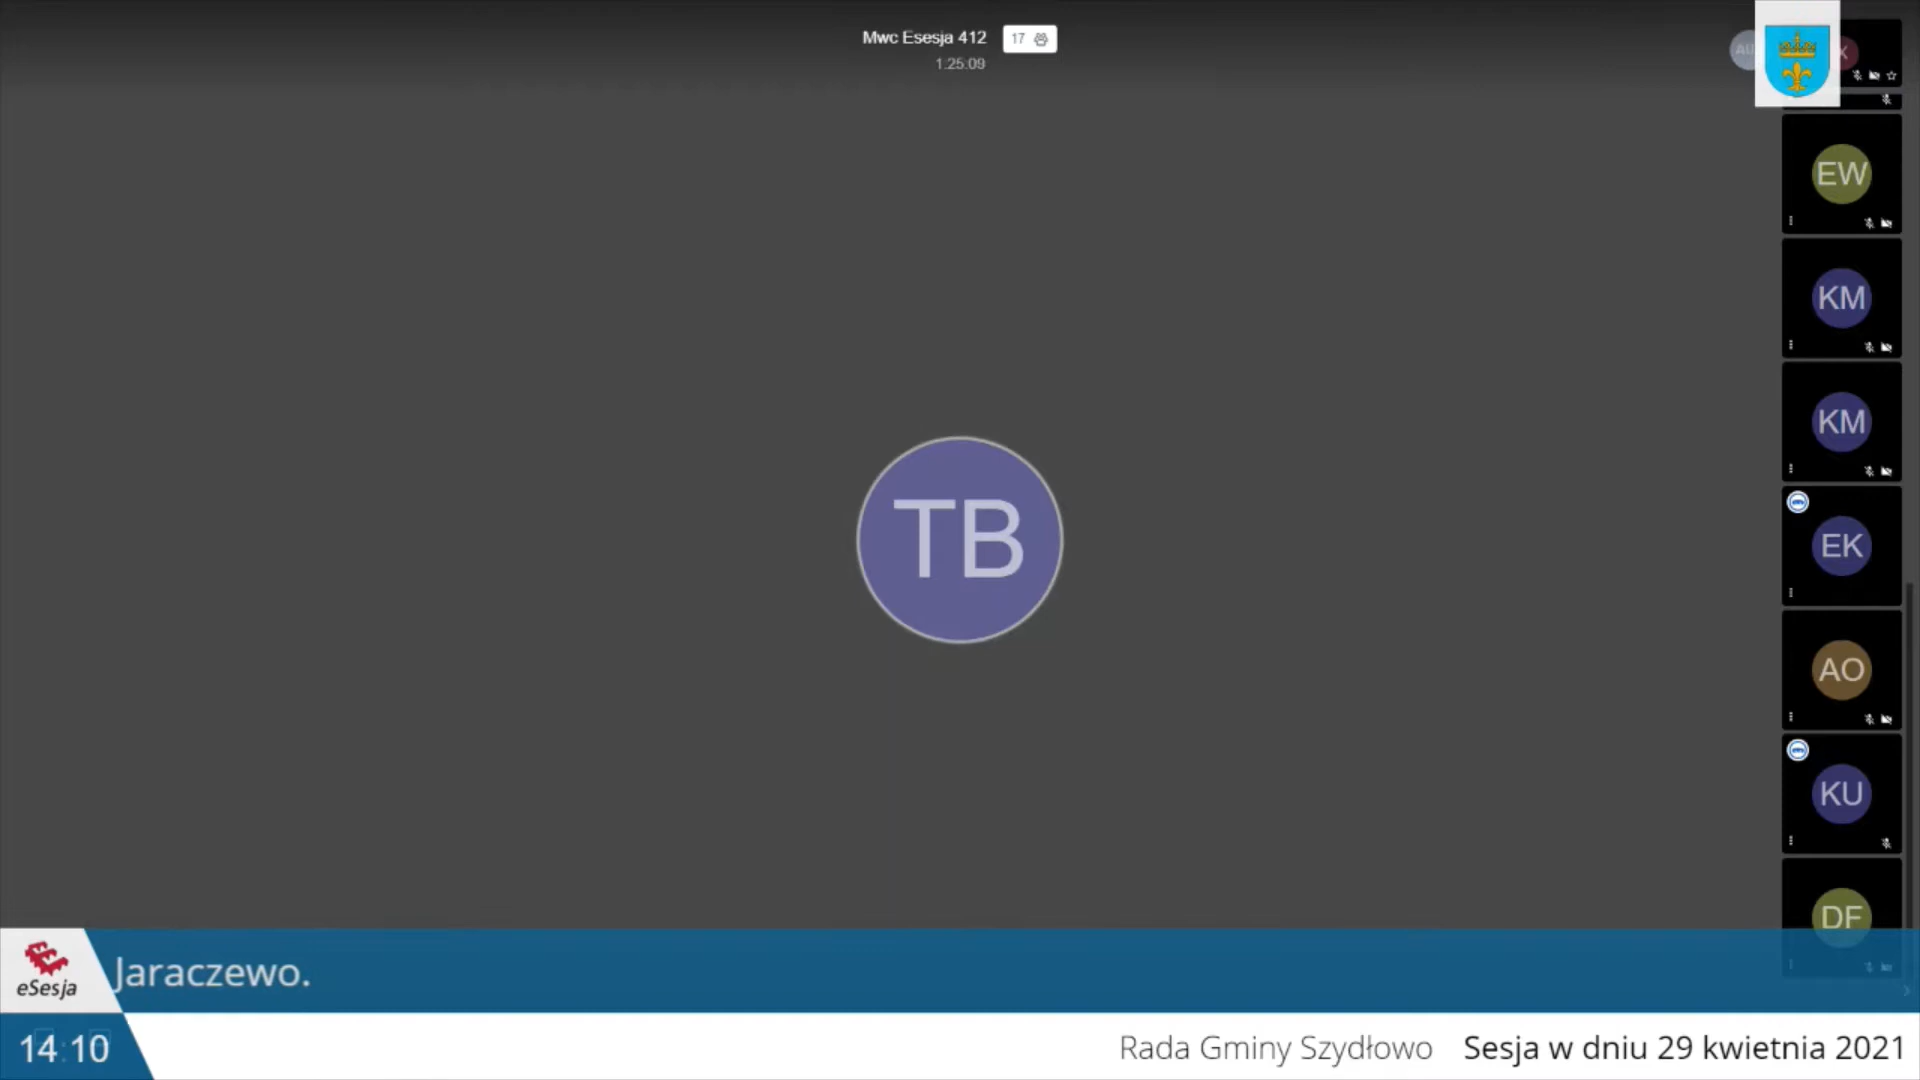 Mwc Esesja 412
17
1:25:09
AU
K
EW
KM
KM
EK
AO
KU
DF
eSesja
Jaraczewo.
14:10
Rada Gminy Szydłowo
Sesja w dniu 29 kwietnia 2021